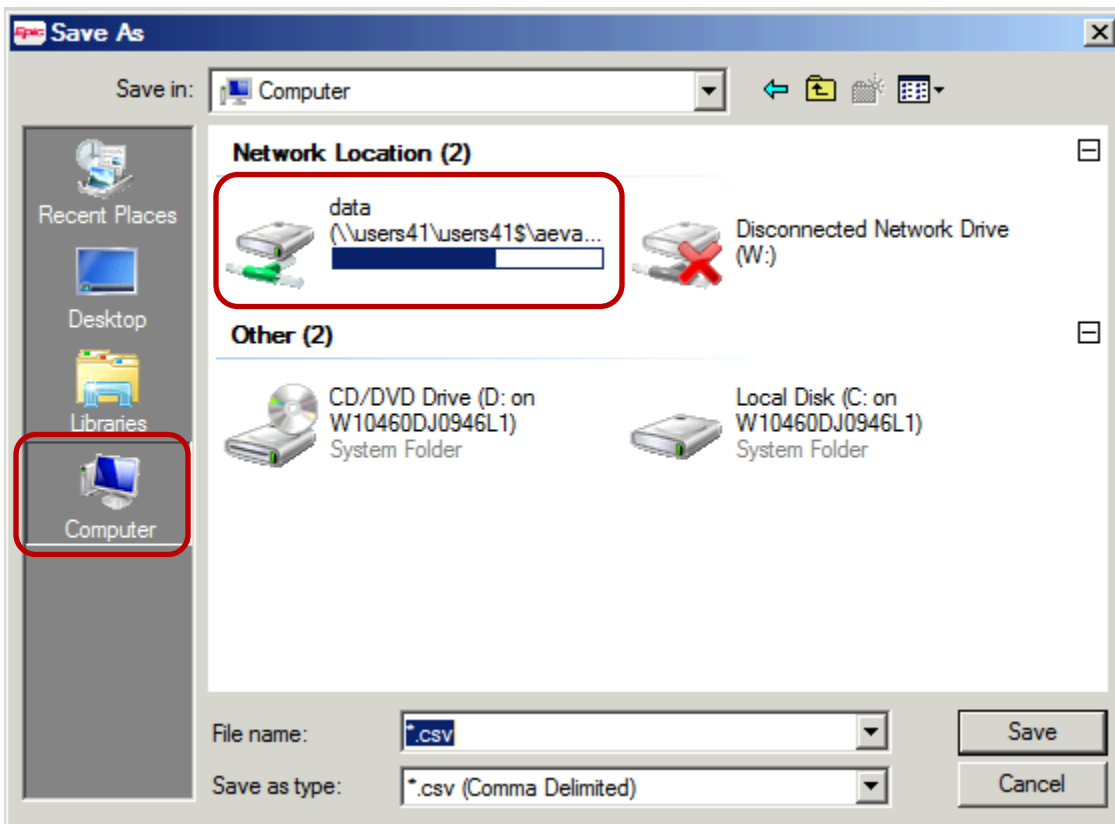 Epic Save As
Save in:
Computer
Recent Places
Desktop
Libraries
Computer
Network Location (2)
data
(\\users41\users41$\aeva...
Disconnected Network Drive
(W:)
Other (2)
CD/DVD Drive (D: on
W10460DJ0946L1)
System Folder
Local Disk (C: on
W10460DJ0946L1)
System Folder
File name:
*.csv
Save
Save as type:
*.csv (Comma Delimited)
Cancel